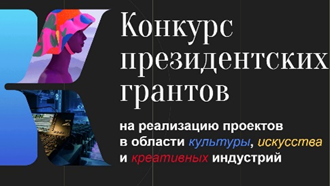 Конкурс
президентских
грантов
на реализацию проектов
в области культуры, искусства
и креативных индустрий